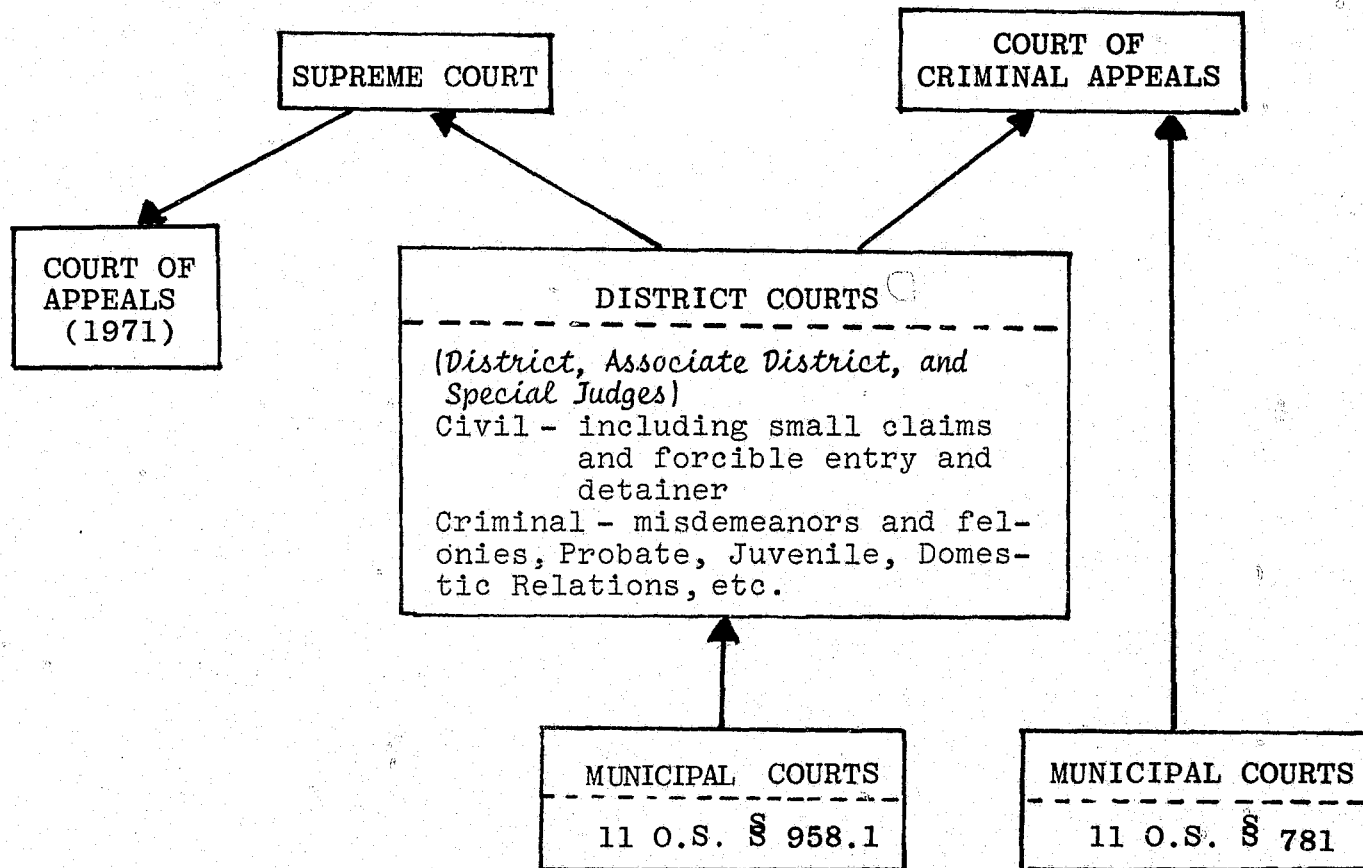 SUPREME COURT
COURT OF
CRIMINAL APPEALS
COURT OF
APPEALS
(1971)
DISTRICT COURTS
(District, Associate District, and
Special Judges)
Civil - including small claims
and forcible entry and
detainer
Criminal - misdemeanors and fel-
onies, Probate, Juvenile, Domes-
tic Relations, etc.
MUNICIPAL COURTS
11 O.S. § 958.1
MUNICIPAL COURTS
11 O.S. § 781